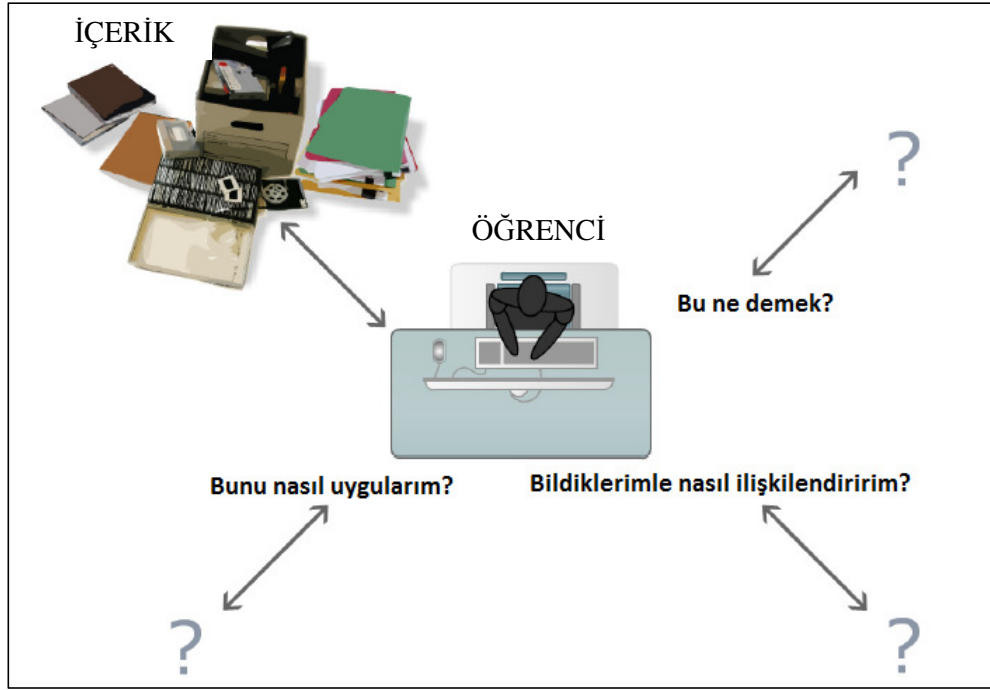 İÇERİK
?
ÖĞRENCİ
Bu ne demek?
Bunu nasıl uygularım?
Bildiklerimle nasıl ilişkilendiririm?
?
?